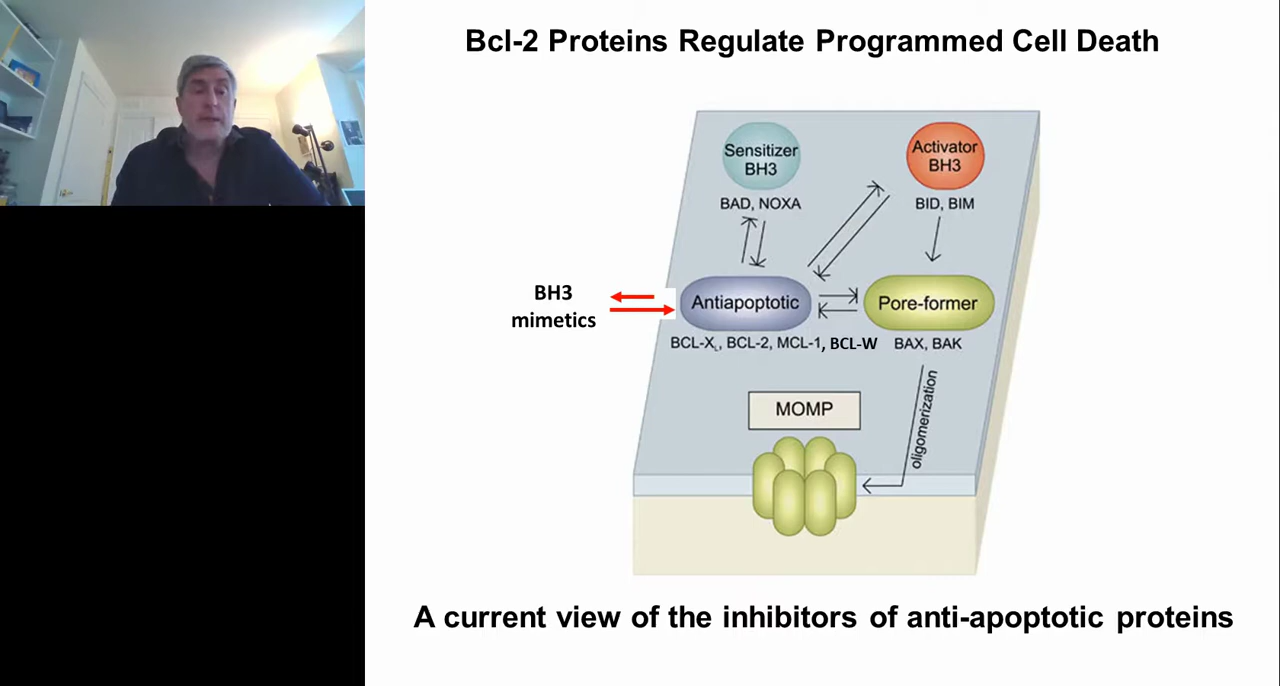 Bcl-2 Proteins Regulate Programmed Cell Death
Sensitizer
BH3
BAD, NOXA
Activator
BH3
BID, BIM
BH3
mimetics
Antiapoptotic
BCL-XL, BCL-2, MCL-1, BCL-W
Pore-former
BAX, BAK
MOMP
oligomerization
A current view of the inhibitors of anti-apoptotic proteins